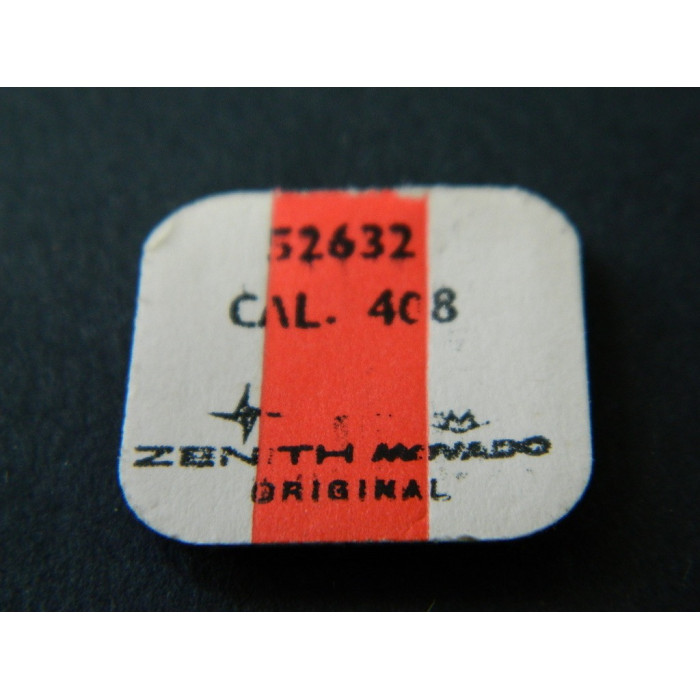 52632
CAL. 408
ZENITH MOVADO
ORIGINAL